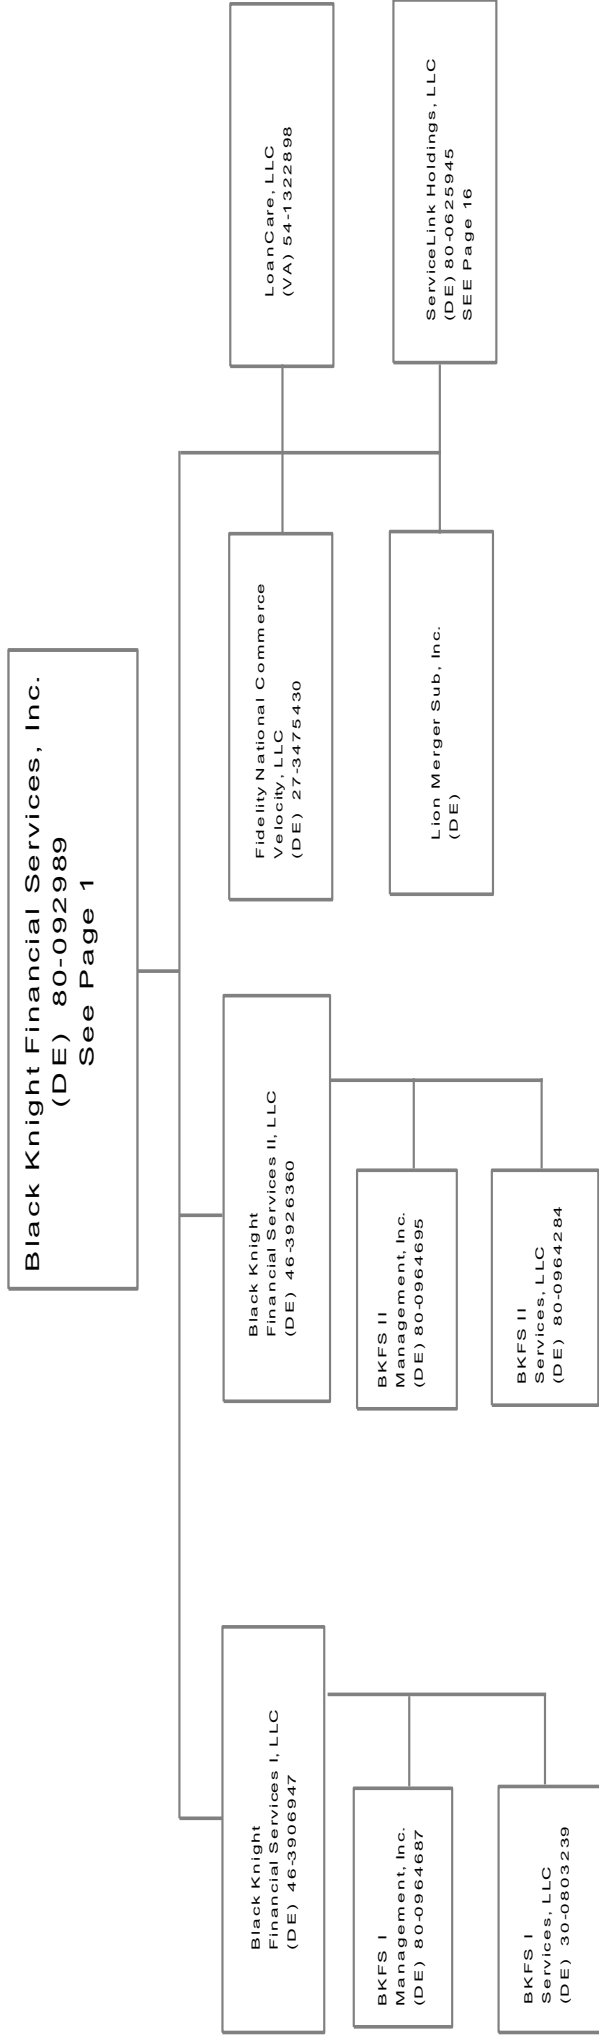 Black Knight Financial Services, Inc.
(DE) 80-092989
See Page 1
Black Knight
Financial Services I, LLC
(DE) 46-3906947
BKFS I
Management, Inc.
(DE) 80-0964687
BKFS I
Services, LLC
(DE) 30-0803239
Black Knight
Financial Services II, LLC
(DE) 46-3926360
BKFS II
Management, Inc.
(DE) 80-0964695
BKFS II
Services, LLC
(DE) 80-0964284
Fidelity National Commerce
Velocity, LLC
(DE) 27-3475430
Lion Merger Sub, Inc.
(DE)
LoanCare, LLC
(VA) 54-1322898
ServiceLink Holdings, LLC
(DE) 80-0625945
SEE Page 16